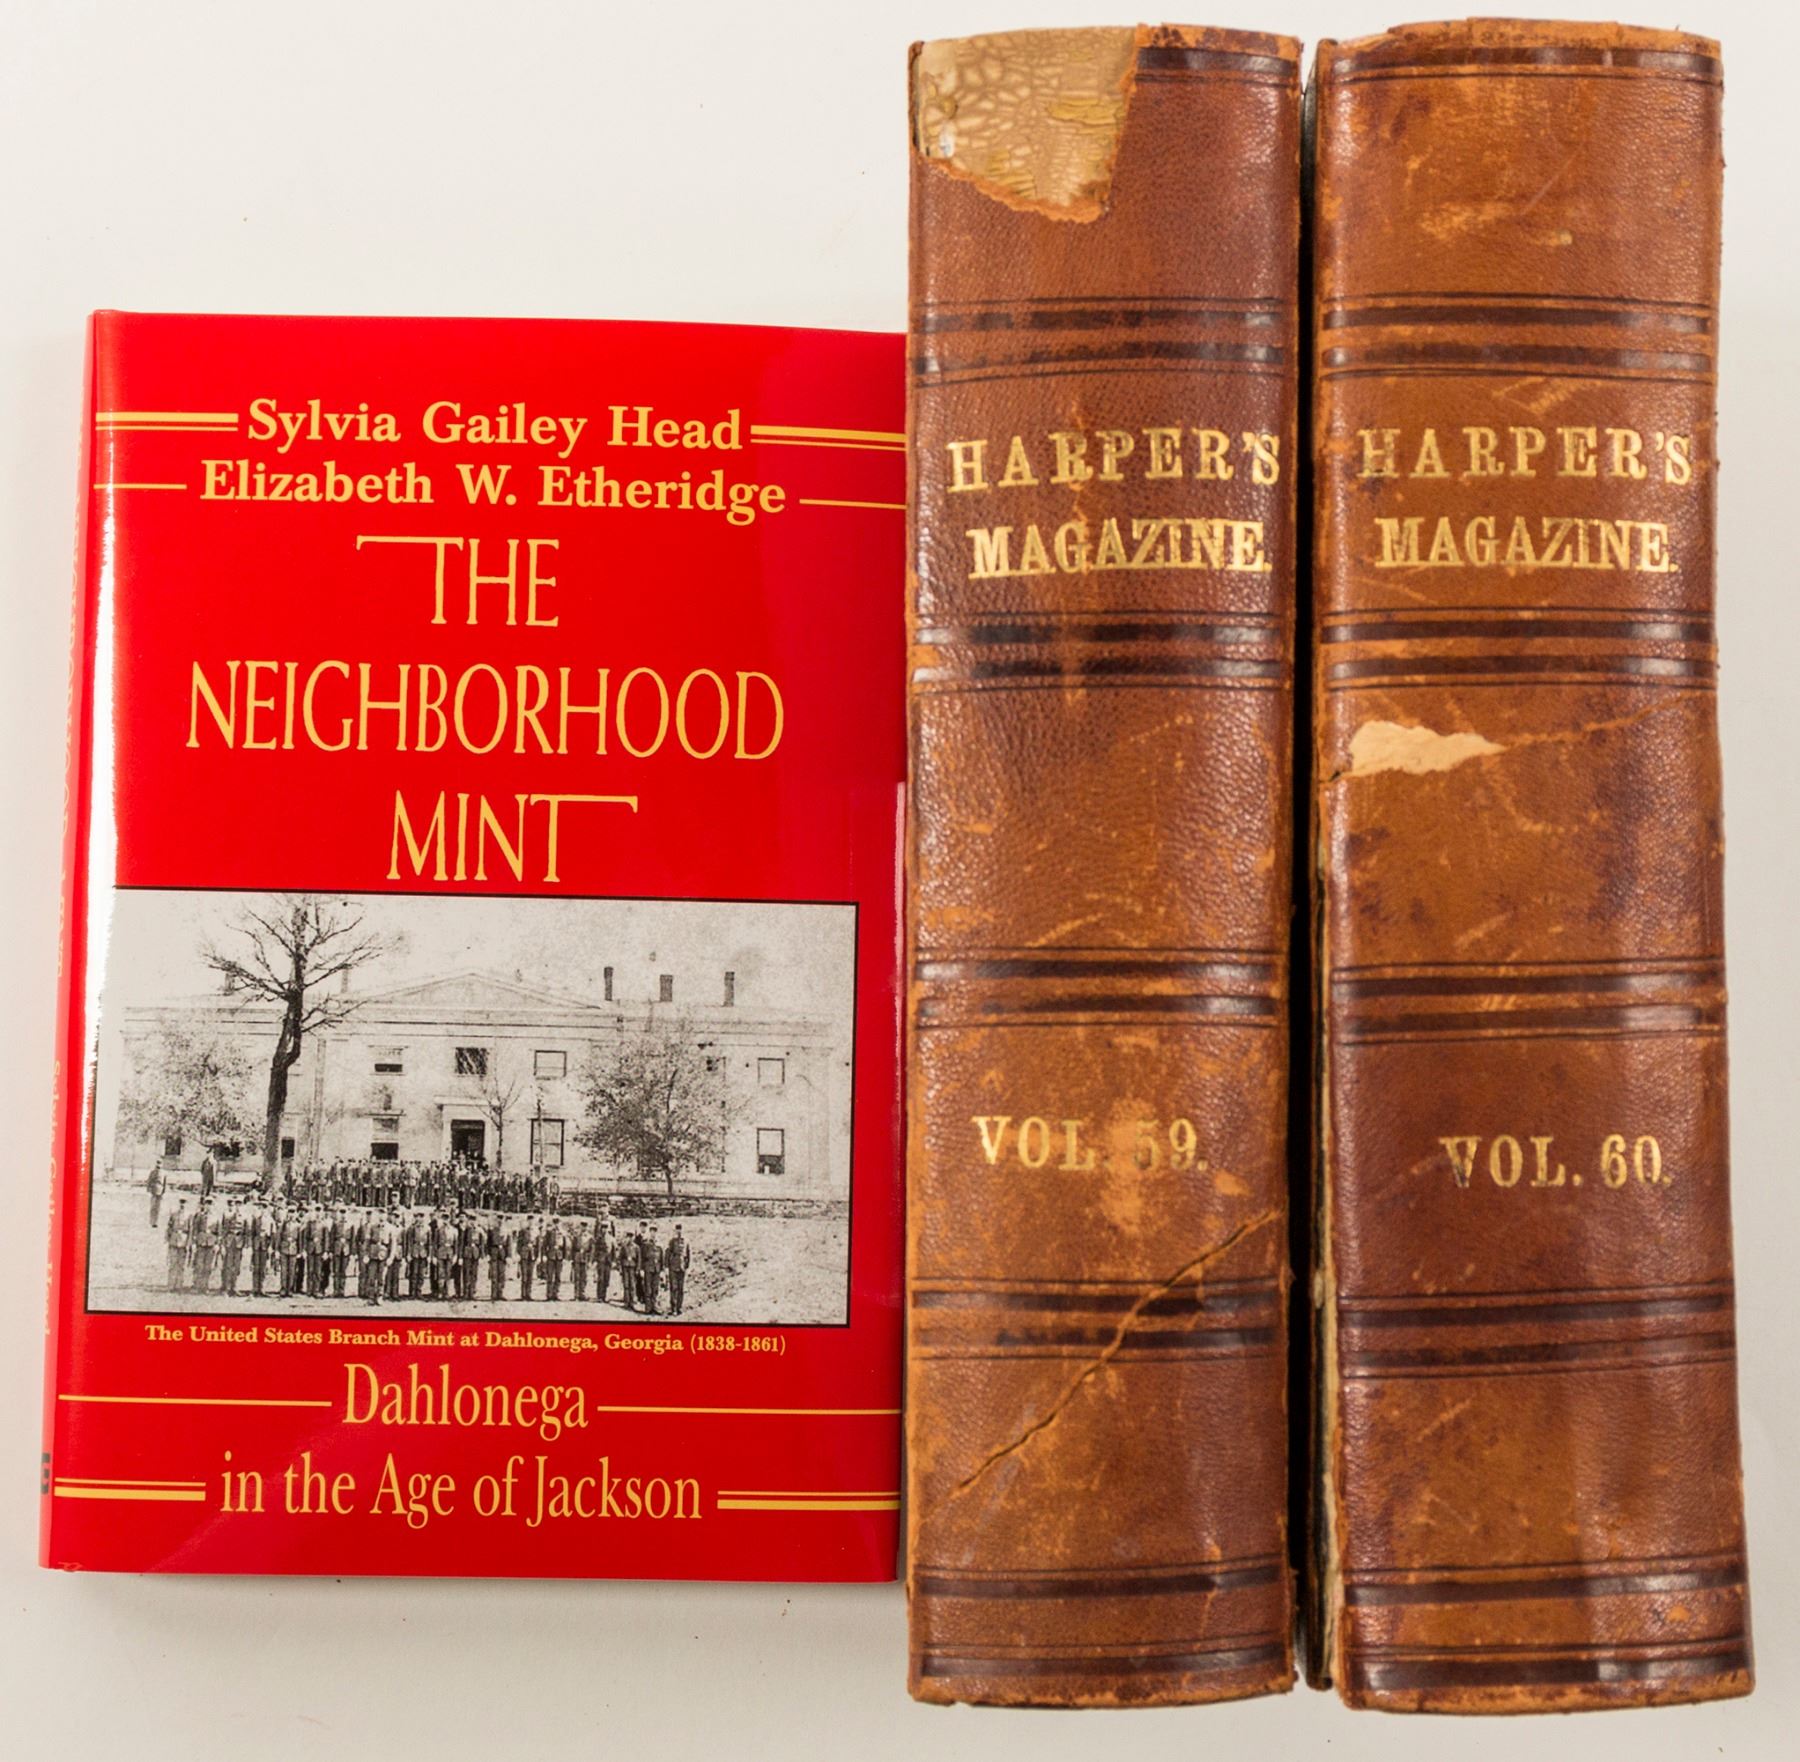 Sylvia Gailey Head
Elizabeth W. Etheridge
THE
NEIGHBORHOOD
MINT
The United States Branch Mint at Dahlonega, Georgia (1838-1861)
Dahlonega
in the Age of Jackson
HARPER'S
MAGAZINE.
VOL. 59.
HARPER'S
MAGAZINE.
VOL. 60.